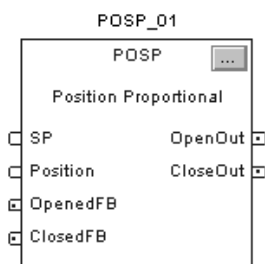 POSP_01
POSP ...
Position Proportional
SP OpenOut
Position CloseOut
OpenedFB
ClosedFB